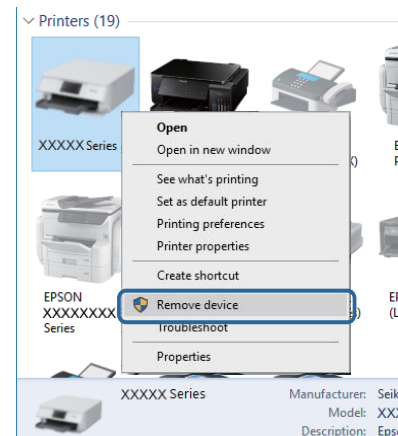 Printers (19)
XXXXX Series
Open
Open in new window
See what's printing
Set as default printer
Printing preferences
Printer properties
Create shortcut
EPSON
XXXXXXXX
Series
Remove device
Troubleshoot
Properties
XXXXX Series
Manufacturer:
Model:
Description: